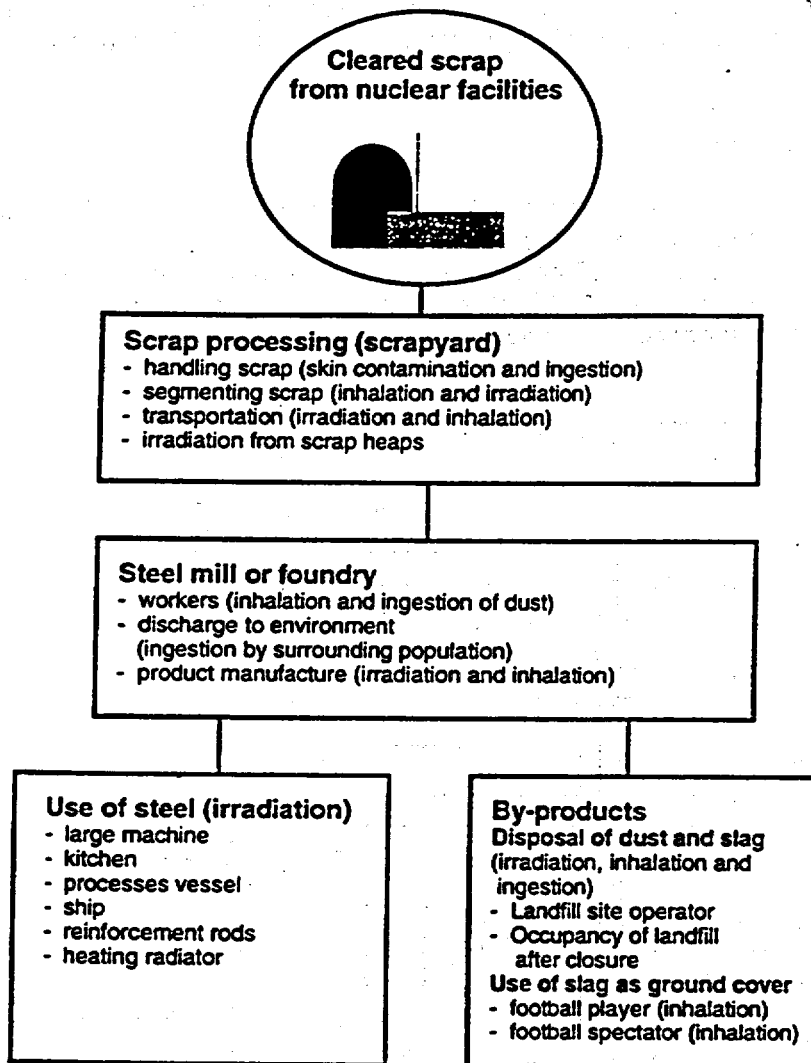 Cleared scrap
from nuclear facilities
Scrap processing (scrapyard)
- handling scrap (skin contamination and ingestion)
- segmenting scrap (inhalation and irradiation)
- transportation (irradiation and inhalation)
- irradiation from scrap heaps
Steel mill or foundry
- workers (inhalation and ingestion of dust)
- discharge to environment
(ingestion by surrounding population)
- product manufacture (irradiation and inhalation)
Use of steel (irradiation)
- large machine
- kitchen
- processes vessel
- ship
- reinforcement rods
- heating radiator
By-products
Disposal of dust and slag
(irradiation, inhalation and
ingestion)
- Landfill site operator
- Occupancy of landfill
after closure
Use of slag as ground cover
- football player (inhalation)
- football spectator (inhalation)